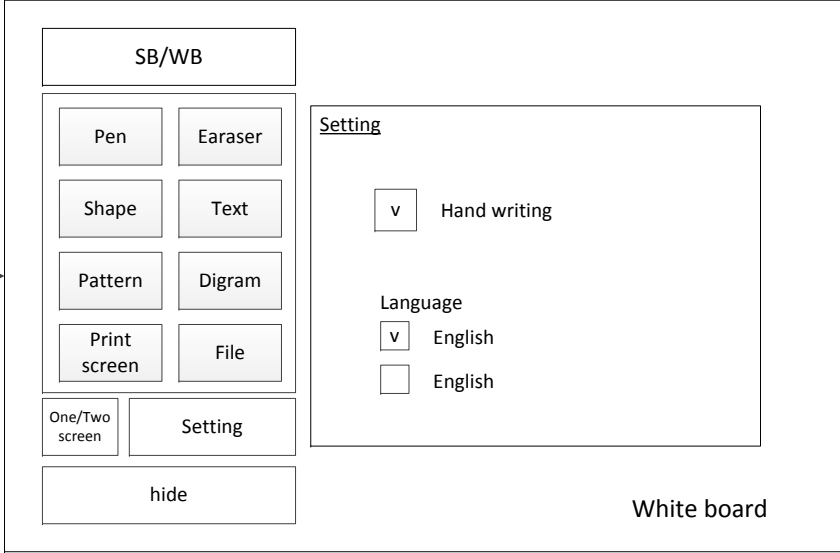 SB/WB
Pen
Earaser
Shape
Text
Pattern
Digram
Print
screen
File
One/Two
screen
Setting
hide
Setting
v
Hand writing
Language
v
English
English
White board